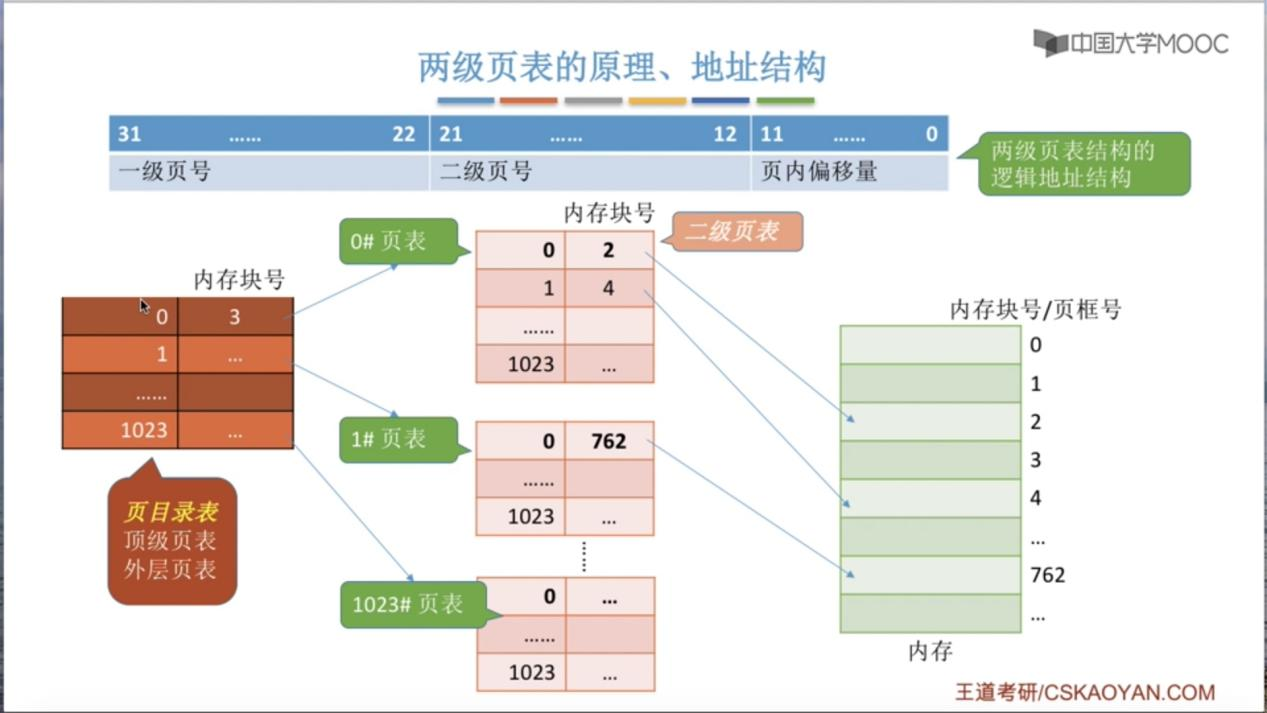 中国大学MOOC
两级页表的原理、地址结构
31 …… 22 21 …… 12 11 …… 0
一级页号 二级页号 页内偏移量
两级页表结构的
逻辑地址结构
内存块号
0 3
1 ...
……
1023 ...
页目录表
顶级页表
外层页表
0# 页表
内存块号
二级页表
0 2
1 4
……
1023 ...
1# 页表
0 762
……
1023 ...
1023# 页表
0 ...
……
1023 ...
内存块号/页框号
0
1
2
3
4
...
762
...
内存
王道考研/CSKAOYAN.COM